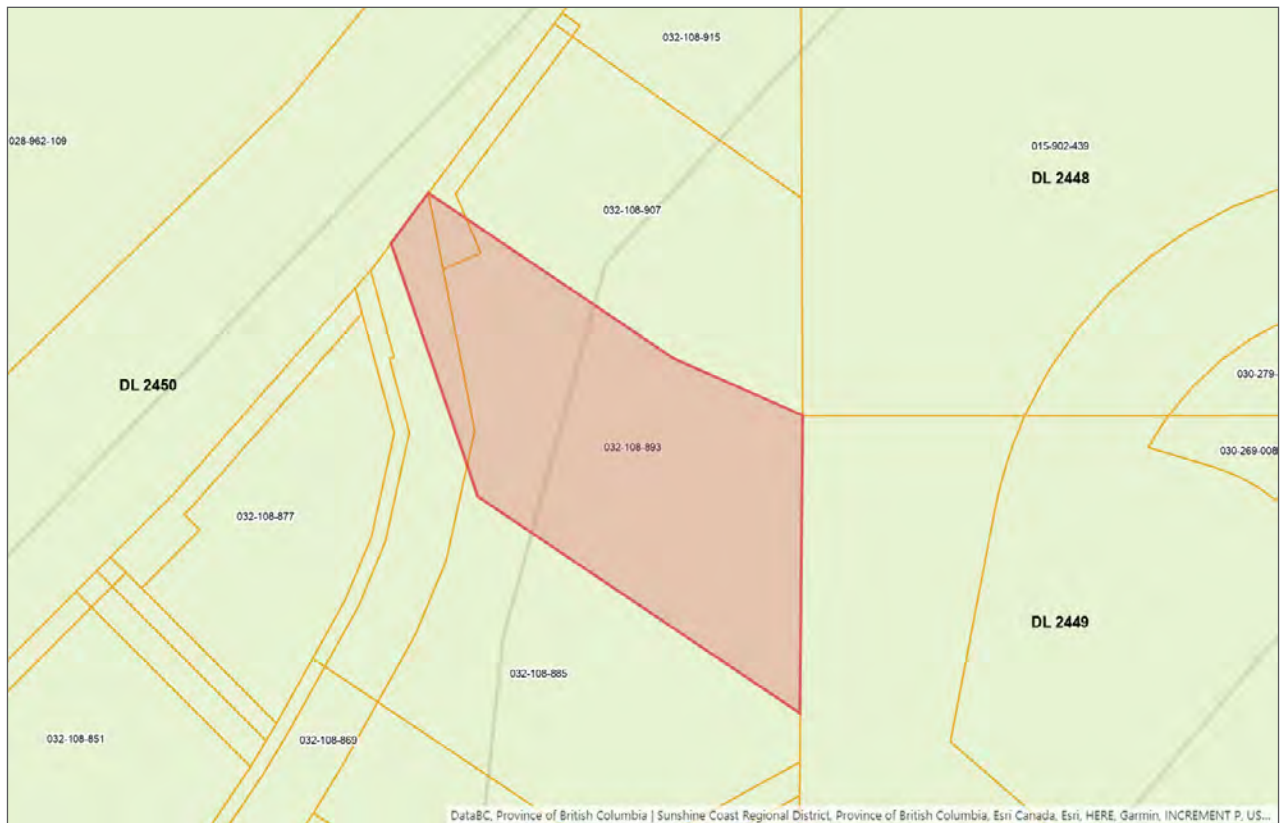 032-108-915
028-962-109
015-902-439
DL 2448
032-108-907
030-279-
DL 2450
032-108-893
030-269-008
032-108-877
DL 2449
032-108-885
032-108-851
032-108-869
DataBC, Province of British Columbia | Sunshine Coast Regional District, Province of British Columbia, Esri Canada, Esri, HERE, Garmin, INCREMENT P, US...